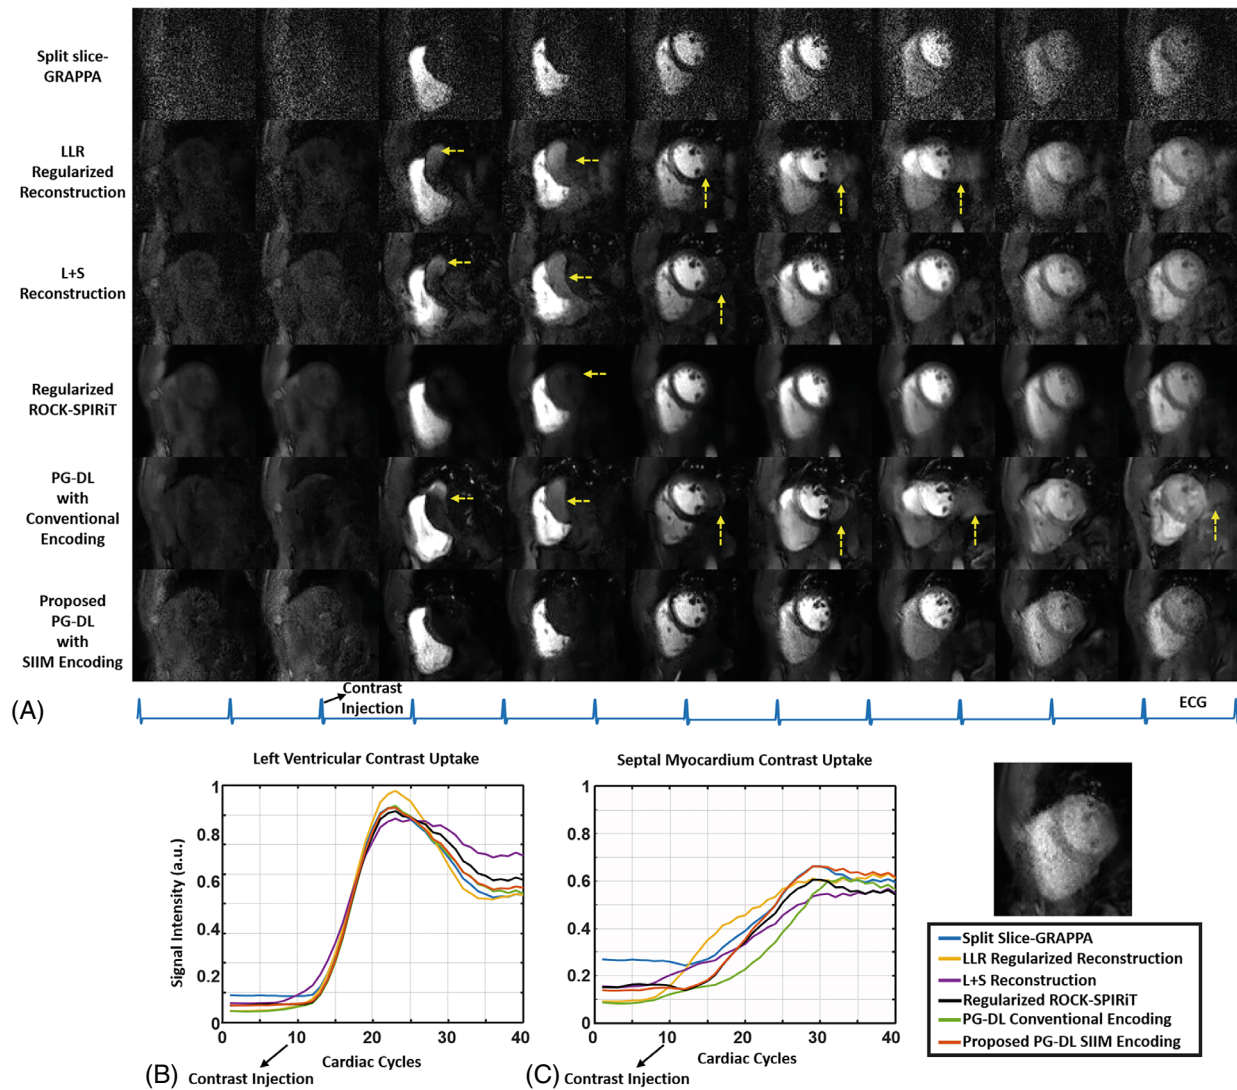 Split slice-
GRAPPA
LLR
Regularized
Reconstruction
L+S
Reconstruction
Regularized
ROCK-SPIRiT
PG-DL
with
Conventional
Encoding
Proposed
PG-DL
with
SIIM Encoding
(A)
Contrast
Injection
ECG
Left Ventricular Contrast Uptake
Signal Intensity (a.u.)
1
0.8
0.6
0.4
0.2
0
0 10 20 30 40
Cardiac Cycles
Contrast Injection
(B)
Septal Myocardium Contrast Uptake
1
0.8
0.6
0.4
0.2
0
0 10 20 30 40
Cardiac Cycles
Contrast Injection
(C)
Split Slice-GRAPPA
LLR Regularized Reconstruction
L+S Reconstruction
Regularized ROCK-SPIRiT
PG-DL Conventional Encoding
Proposed PG-DL SIIM Encoding